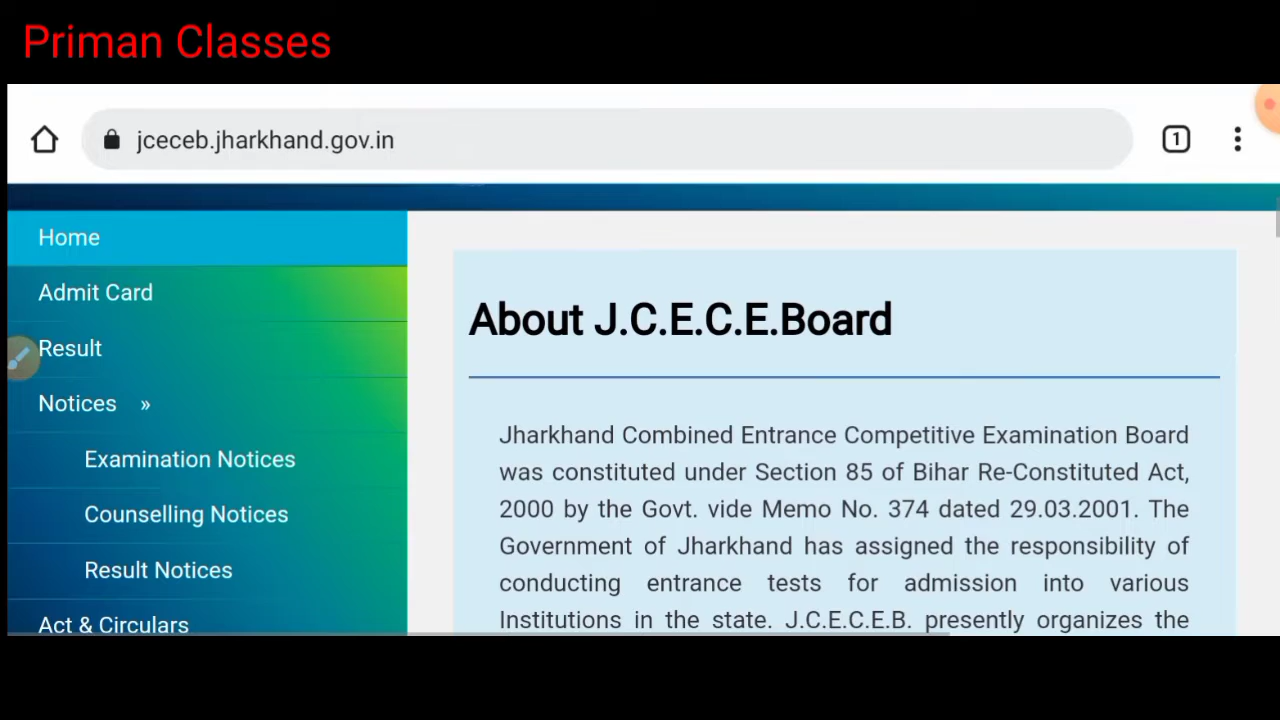 Priman Classes
jceceb.jharkhand.gov.in
1
Home
Admit Card
Result
Notices »
Examination Notices
Counselling Notices
Result Notices
Act & Circulars
About J.C.E.C.E.Board
Jharkhand Combined Entrance Competitive Examination Board
was constituted under Section 85 of Bihar Re-Constituted Act,
2000 by the Govt. vide Memo No. 374 dated 29.03.2001. The
Government of Jharkhand has assigned the responsibility of
conducting entrance tests for admission into various
Institutions in the state. J.C.E.C.E.B. presently organizes the